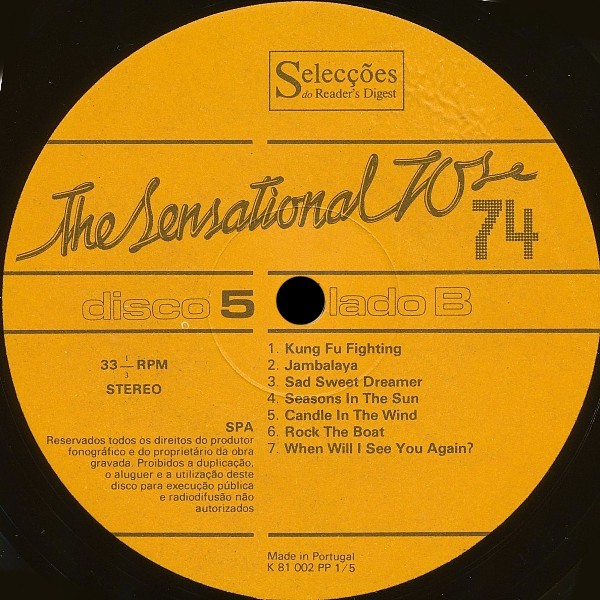 Selecções
do Reader's Digest
The Sensational 70s
74
disco 5 lado B
33 1/3 RPM
STEREO
1. Kung Fu Fighting
2. Jambalaya
3. Sad Sweet Dreamer
4. Seasons In The Sun
5. Candle In The Wind
6. Rock The Boat
7. When Will I See You Again?
SPA
Reservados todos os direitos do produtor
fonográfico e do proprietário da obra
gravada. Proibidos a duplicação,
o aluguer e a utilização deste
disco para execução pública
e radiodifusão não
autorizados
Made in Portugal
K 81 002 PP 1/5